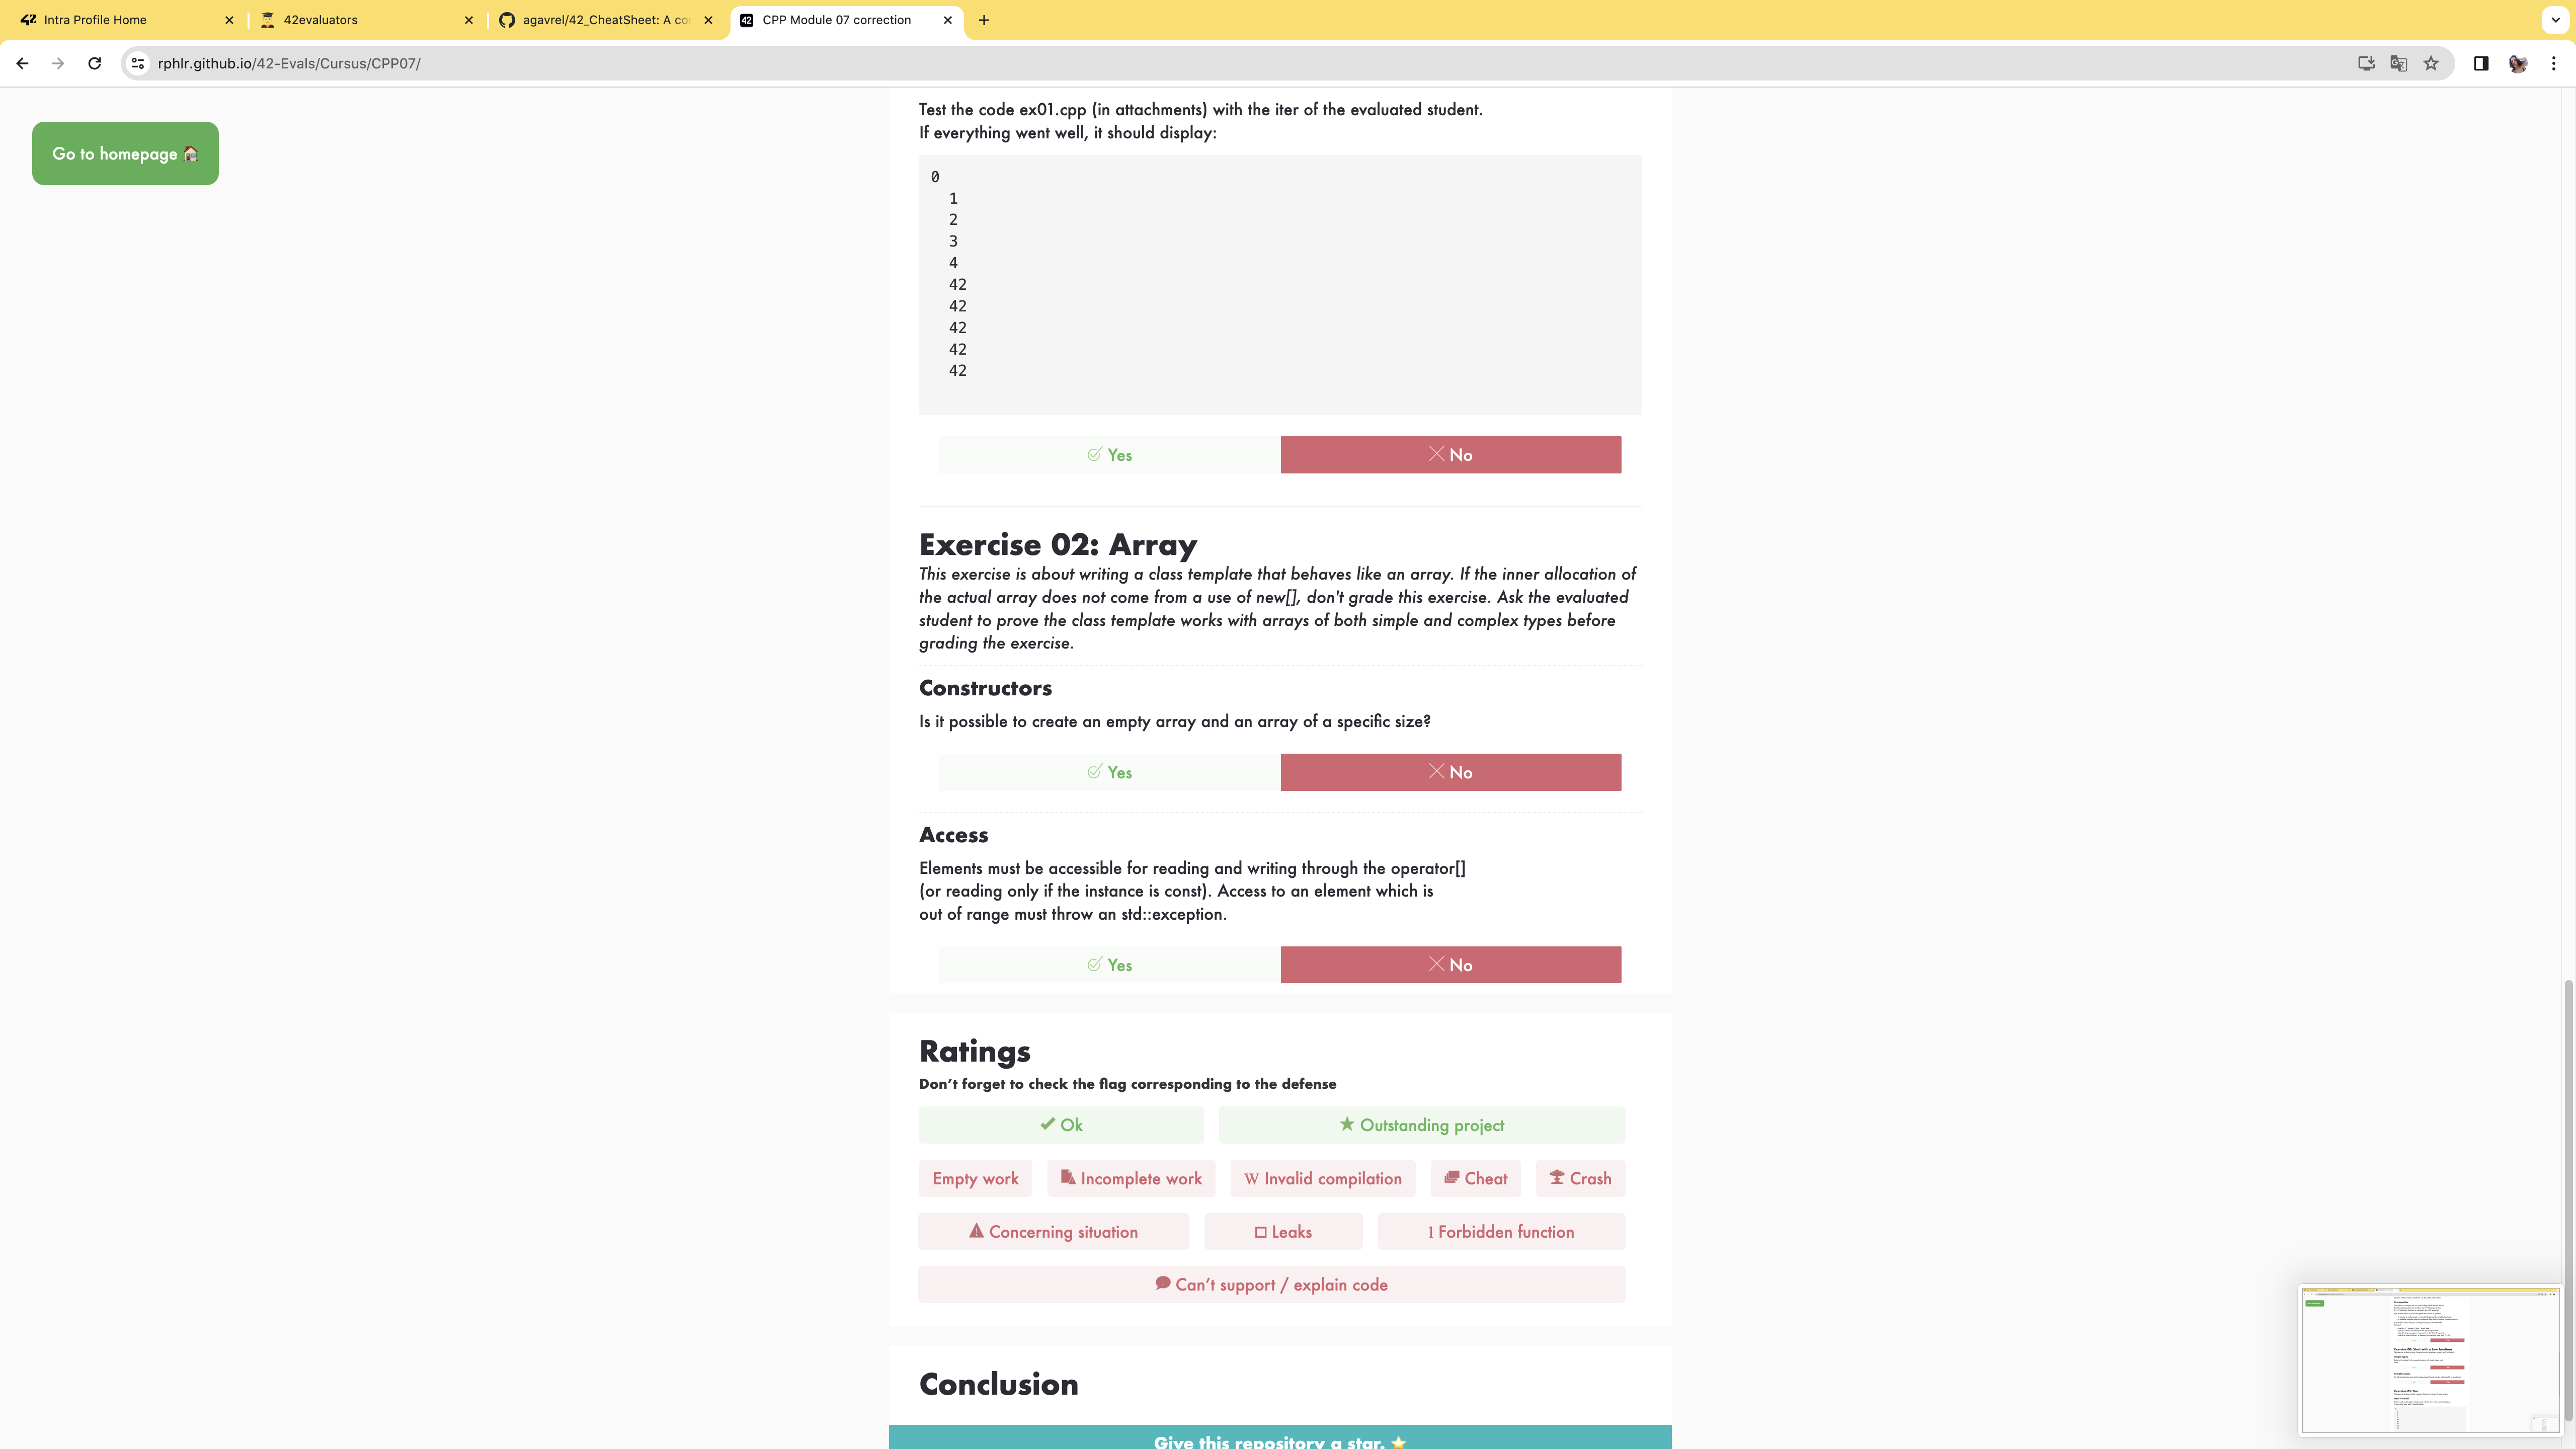 Intra Profile Home
42evaluators
agavrel/42_CheatSheet: A co
42 CPP Module 07 correction
rphlr.github.io/42-Evals/Cursus/CPP07/
Go to homepage
Test the code ex01.cpp (in attachments) with the iter of the evaluated student.
If everything went well, it should display:
0
1
2
3
4
42
42
42
42
42
Yes
No
Exercise 02: Array
This exercise is about writing a class template that behaves like an array. If the inner allocation of
the actual array does not come from a use of new[], don't grade this exercise. Ask the evaluated
student to prove the class template works with arrays of both simple and complex types before
grading the exercise.
Constructors
Is it possible to create an empty array and an array of a specific size?
Yes
No
Access
Elements must be accessible for reading and writing through the operator[]
(or reading only if the instance is const). Access to an element which is
out of range must throw an std::exception.
Yes
No
Ratings
Don't forget to check the flag corresponding to the defense
Ok
Outstanding project
Empty work
Incomplete work
W Invalid compilation
Cheat
Crash
Concerning situation
Leaks
l Forbidden function
Can't support / explain code
Conclusion
Give this repository a star.